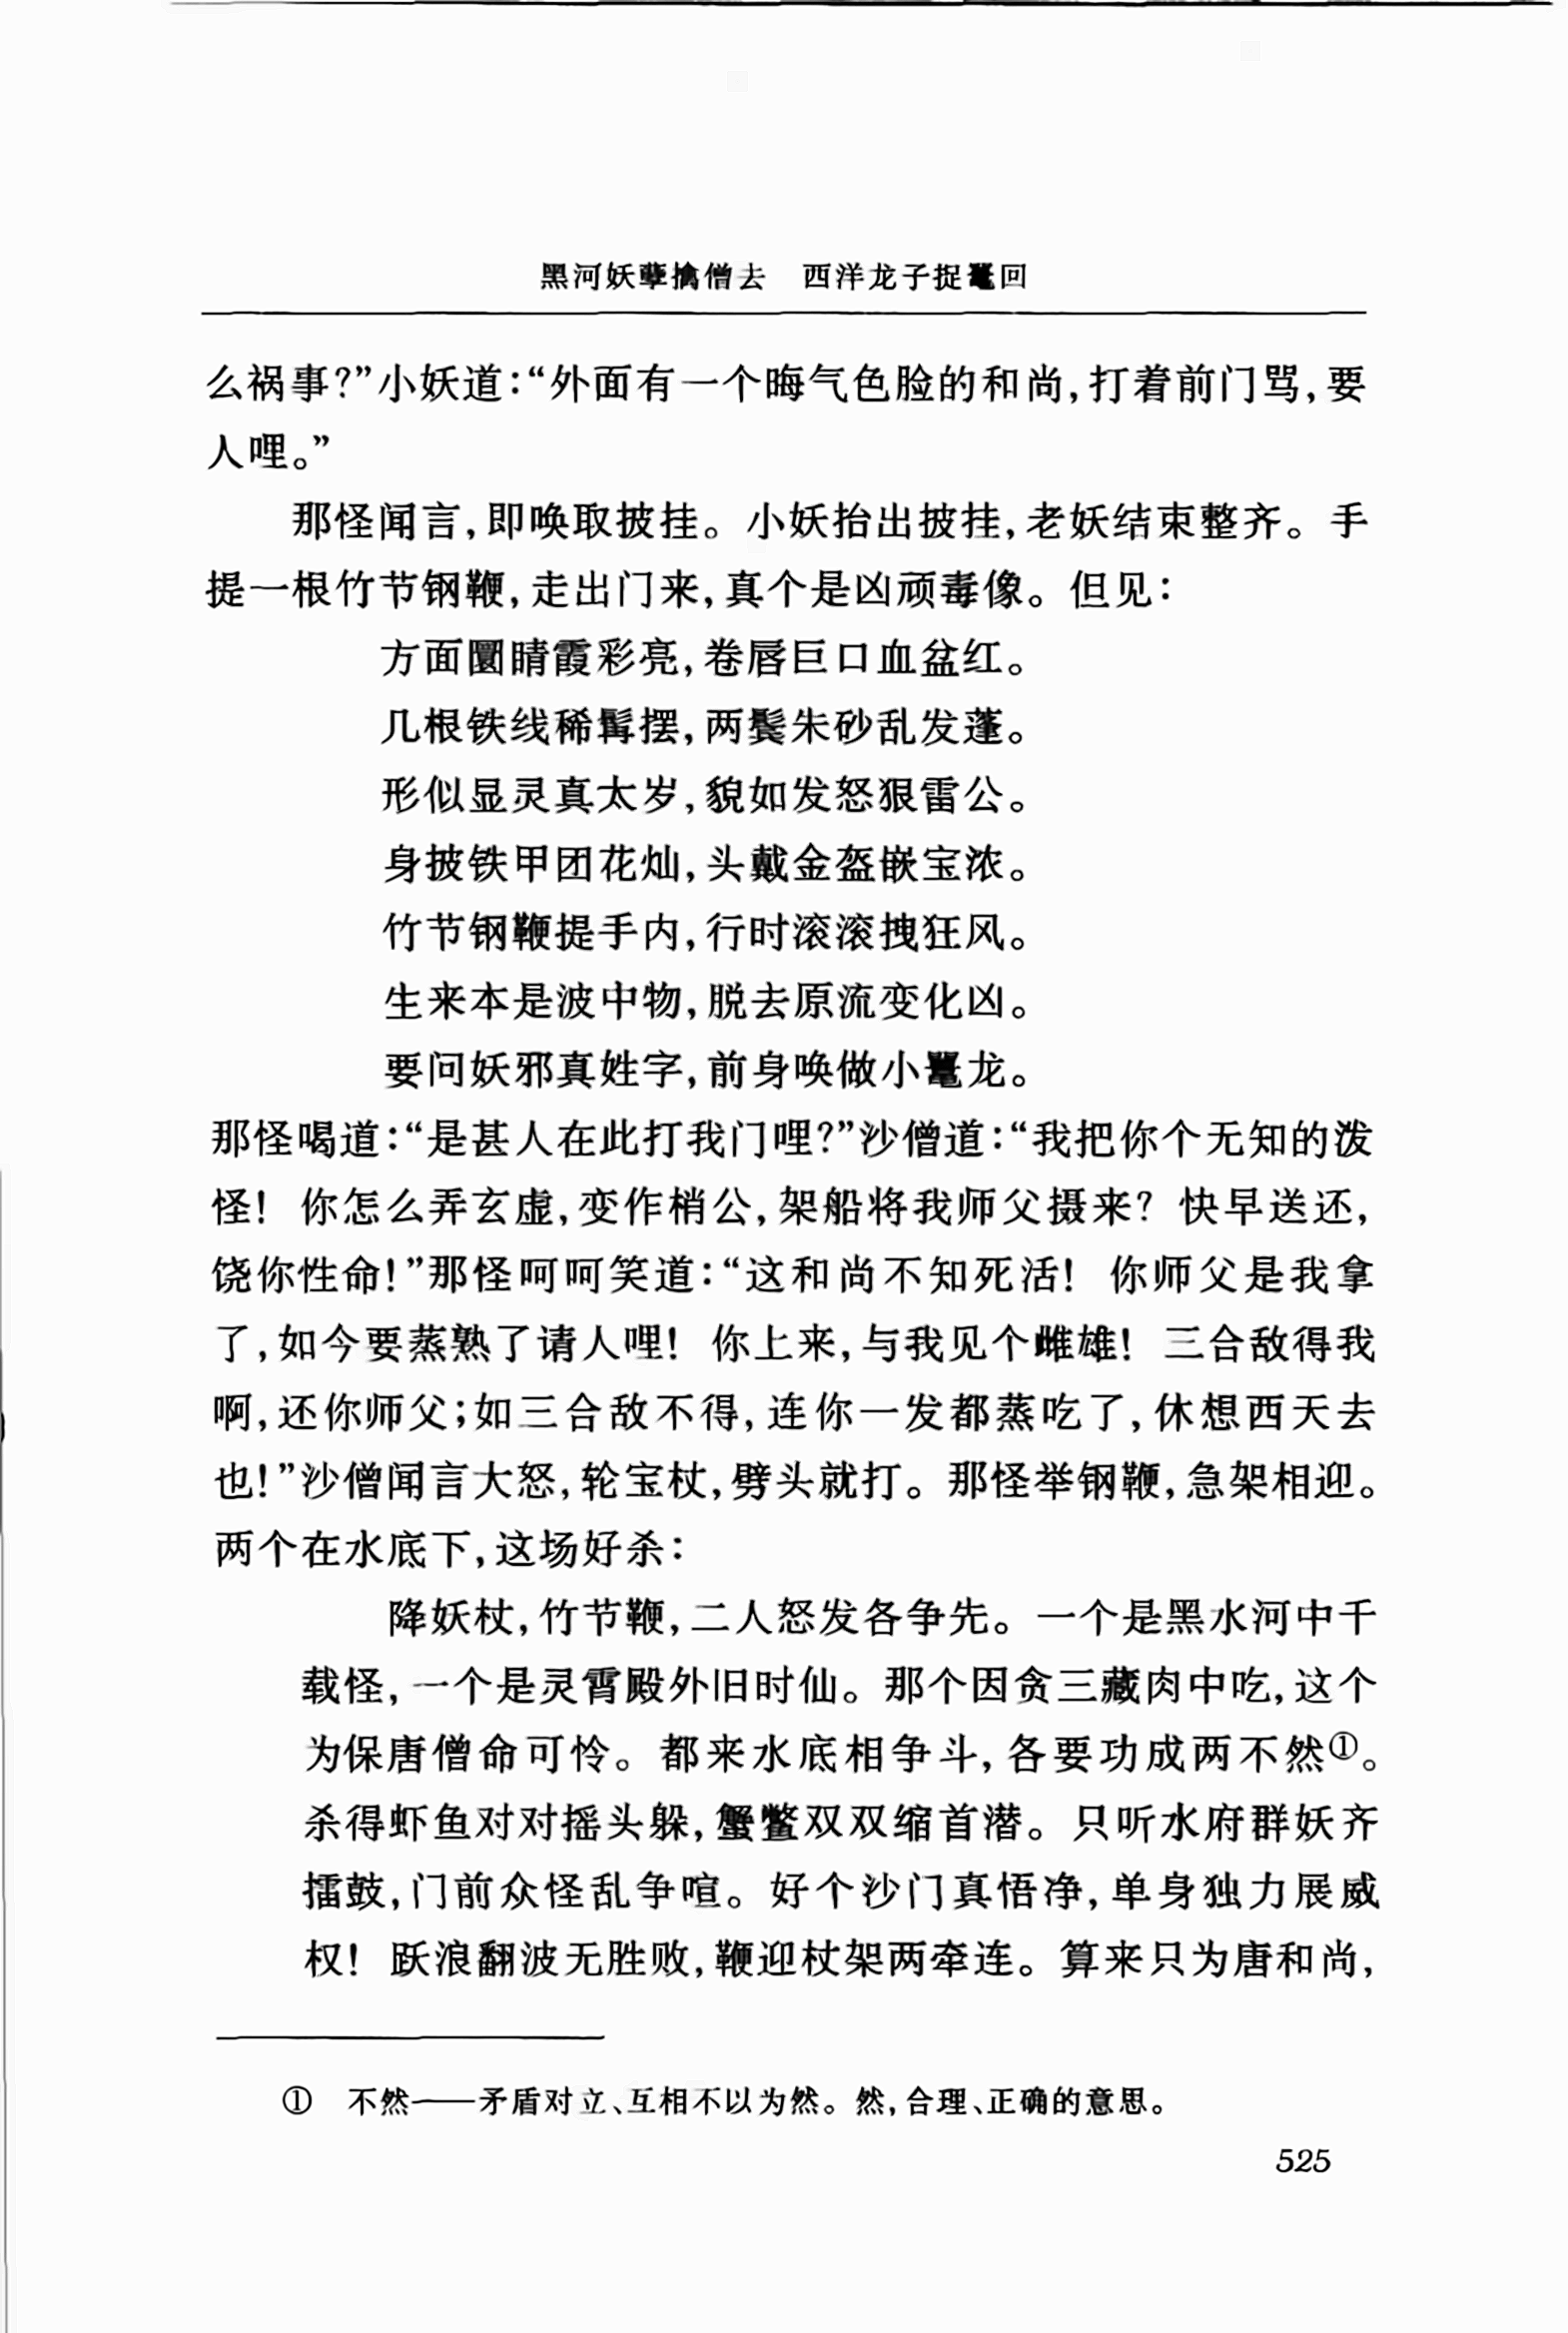 黑河妖孽擒僧去　西洋龙子捉鼍回
么祸事?”小妖道:“外面有一个晦气色脸的和尚,打着前门骂,要
人哩。”
那怪闻言,即唤取披挂。小妖抬出披挂,老妖结束整齐。手
提一根竹节钢鞭,走出门来,真个是凶顽毒像。但见:
方面圜睛霞彩亮,卷唇巨口血盆红。
几根铁线稀髯摆,两鬓朱砂乱发蓬。
形似显灵真太岁,貌如发怒狠雷公。
身披铁甲团花灿,头戴金盔嵌宝浓。
竹节钢鞭提手内,行时滚滚拽狂风。
生来本是波中物,脱去原流变化凶。
要问妖邪真姓字,前身唤做小鼍龙。
那怪喝道:“是甚人在此打我门哩?”沙僧道:“我把你个无知的泼
怪! 你怎么弄玄虚,变作梢公,架船将我师父摄来? 快早送还,
饶你性命!”那怪呵呵笑道:“这和尚不知死活! 你师父是我拿
了,如今要蒸熟了请人哩! 你上来,与我见个雌雄! 三合敌得我
啊,还你师父;如三合敌不得,连你一发都蒸吃了,休想西天去
也!”沙僧闻言大怒,轮宝杖,劈头就打。那怪举钢鞭,急架相迎。
两个在水底下,这场好杀:
降妖杖,竹节鞭,二人怒发各争先。一个是黑水河中千
载怪,一个是灵霄殿外旧时仙。那个因贪三藏肉中吃,这个
为保唐僧命可怜。都来水底相争斗,各要功成两不然①。
杀得虾鱼对对摇头躲,蟹鳖双双缩首潜。只听水府群妖齐
擂鼓,门前众怪乱争喧。好个沙门真悟净,单身独力展威
权! 跃浪翻波无胜败,鞭迎杖架两牵连。算来只为唐和尚,
①　不然——矛盾对立、互相不以为然。然,合理、正确的意思。
525